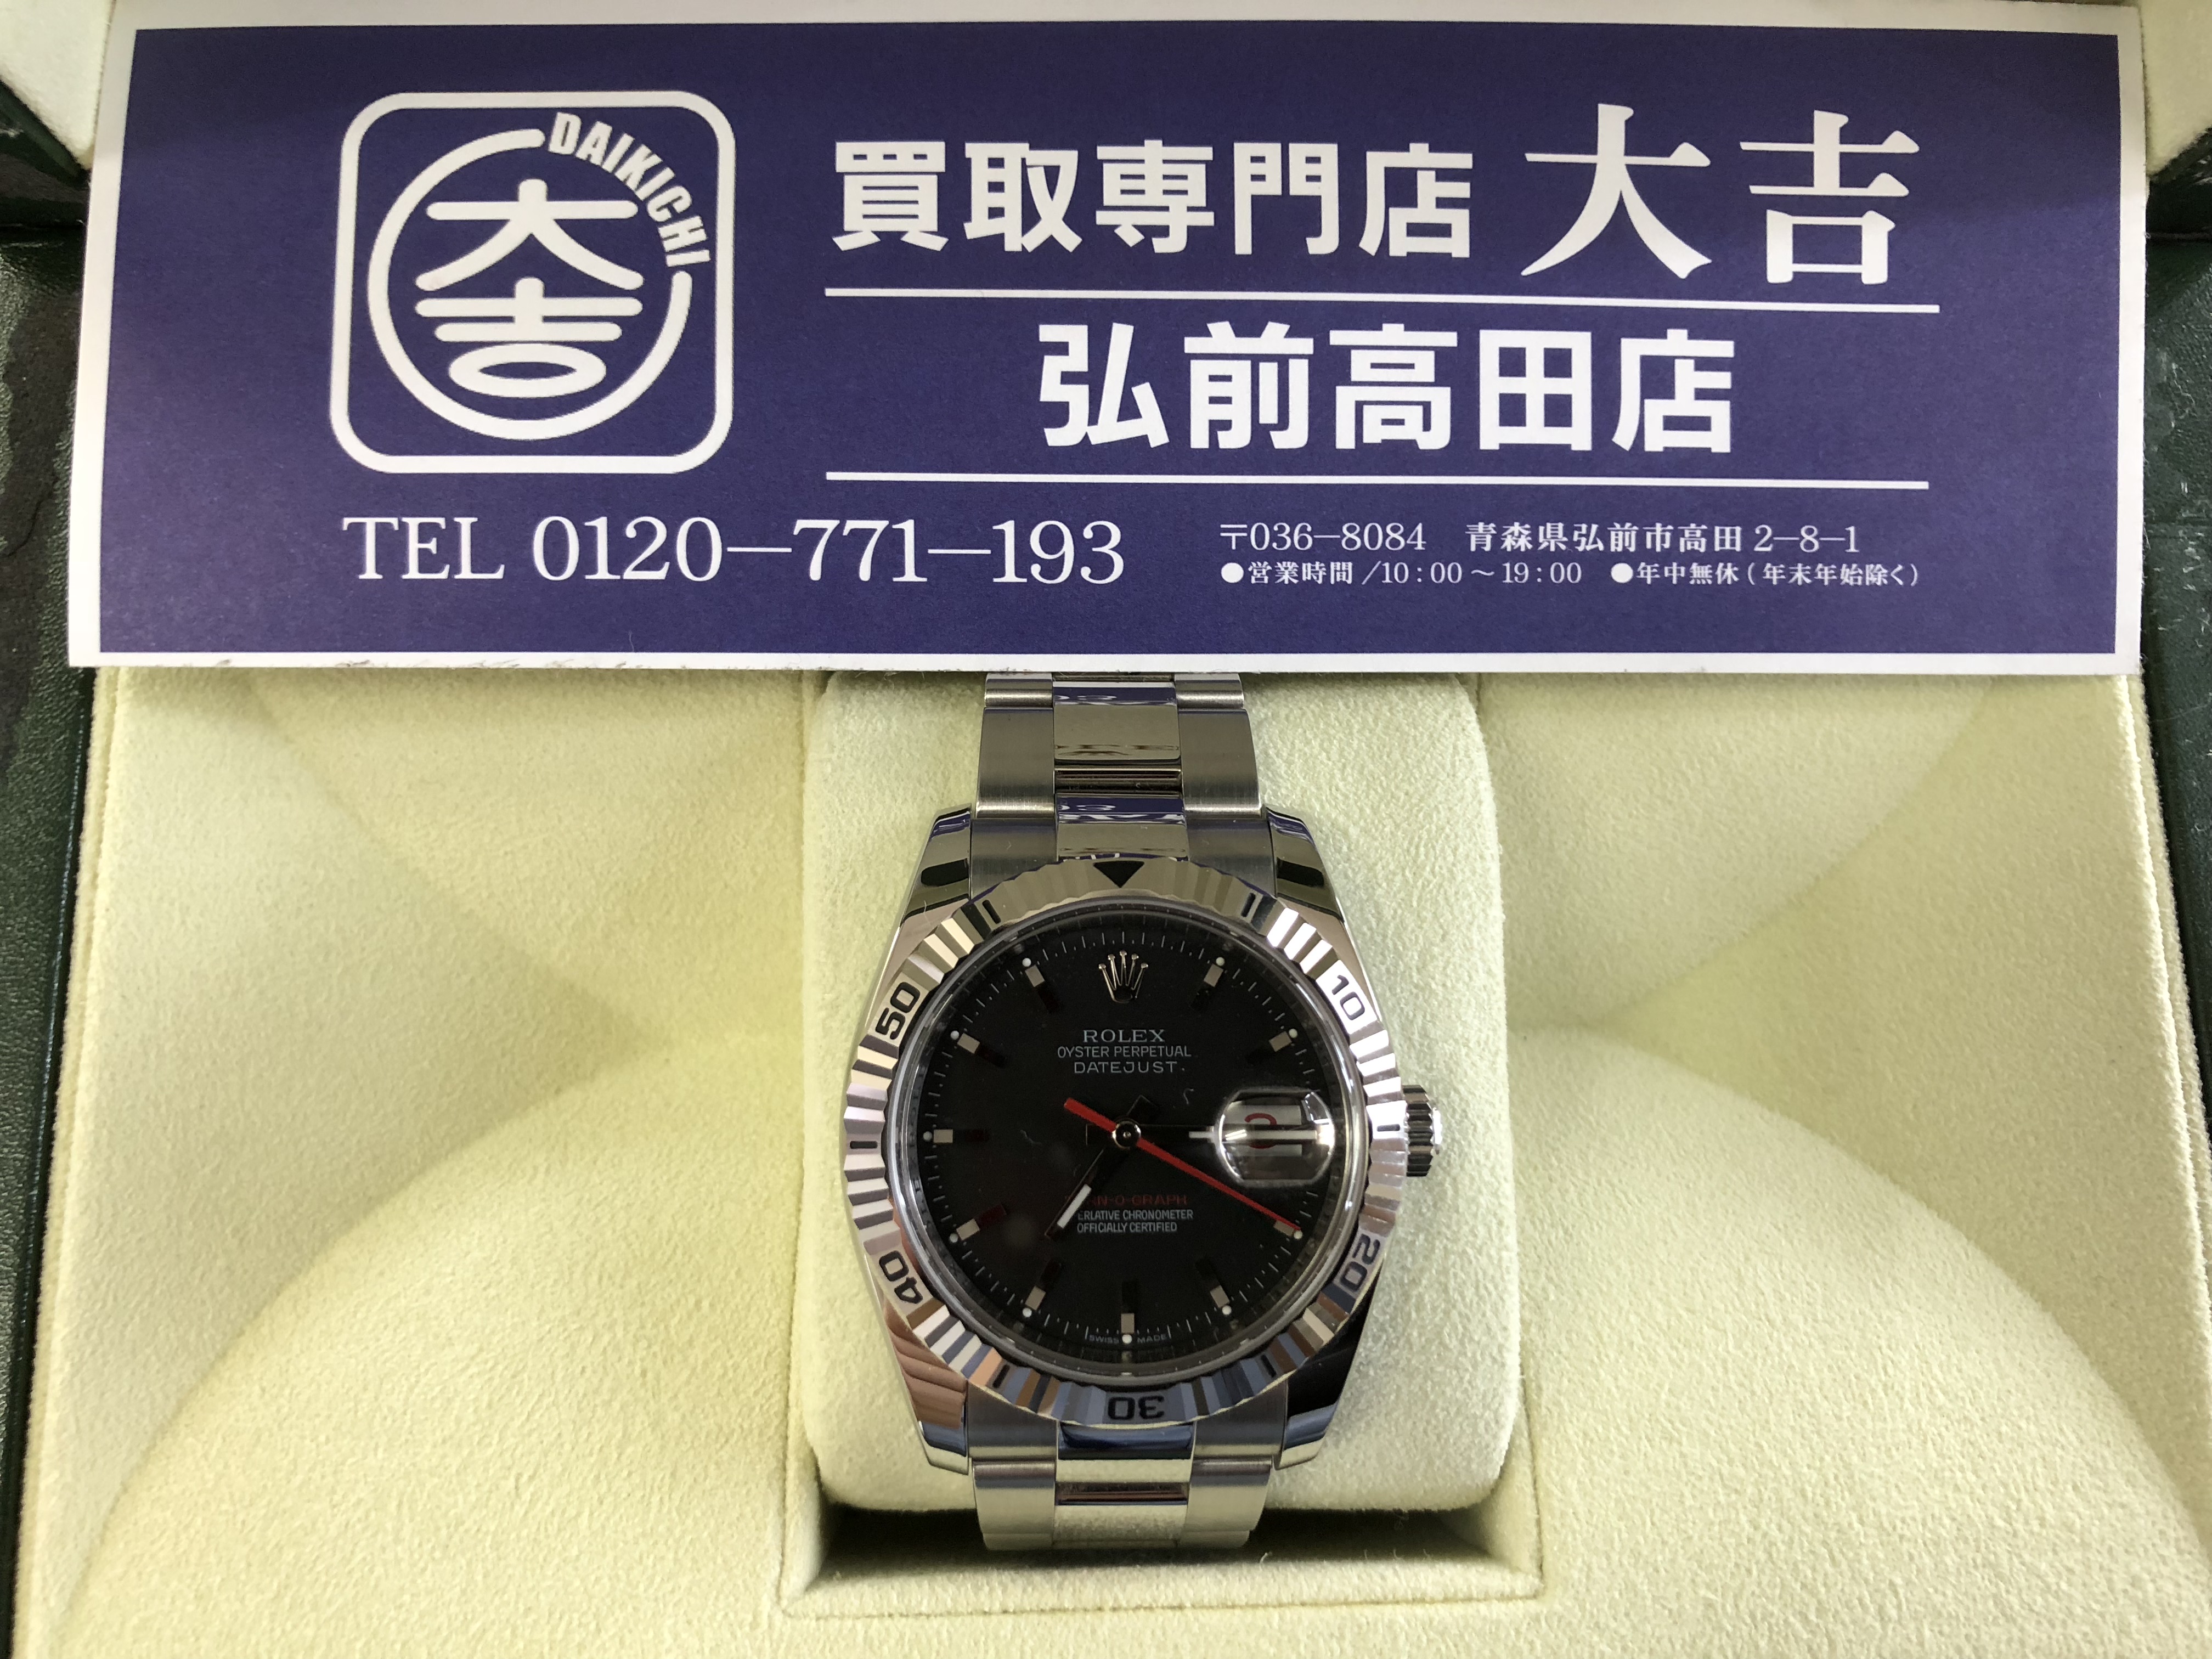 DAIKICHI
大吉
買取専門店 大吉
弘前高田店
TEL 0120-771-193
〒036-8084 青森県弘前市高田 2-8-1
●営業時間/10:00～19:00 ●年中無休(年末年始除く)
10
50
ROLEX
OYSTER PERPETUAL
DATEJUST
OFFICIALLY CERTIFIED
CHRONOMETER
20
40
SWISS MADE
30